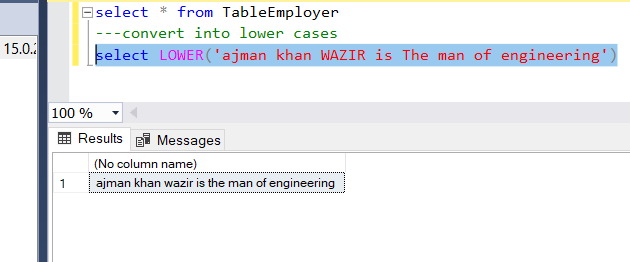 select * from TableEmployer
---convert into lower cases
15.0.2
select LOWER('ajman khan WAZIR is The man of engineering')
100 %
Results Messages
(No column name)
1 ajman khan wazir is the man of engineering